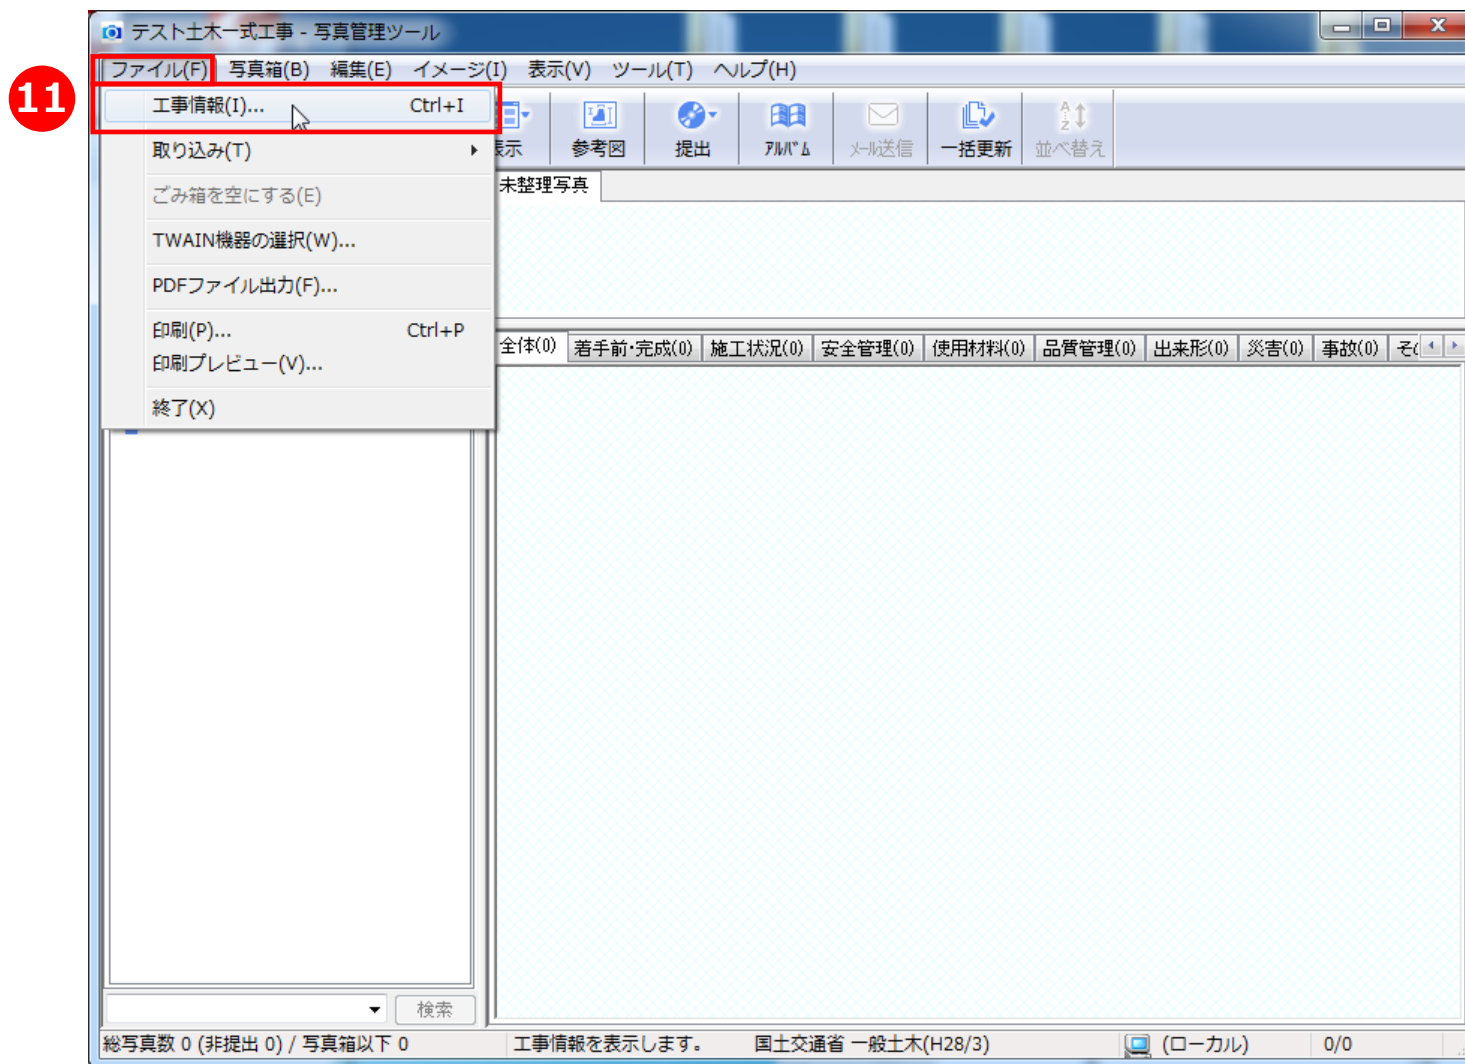 テスト土木一式工事 - 写真管理ツール
ファイル(F) 写真箱(B) 編集(E) イメージ(I) 表示(V) ツール(T) ヘルプ(H)
11
工事情報(I)... Ctrl+I
取り込み(T)
ごみ箱を空にする(E)
TWAIN機器の選択(W)...
PDFファイル出力(F)...
印刷(P)... Ctrl+P
印刷プレビュー(V)...
終了(X)
表示 参考図 提出 ｱﾙﾊﾞﾑ ﾒｰﾙ送信 一括更新 並べ替え
未整理写真
全体(0) 着手前・完成(0) 施工状況(0) 安全管理(0) 使用材料(0) 品質管理(0) 出来形(0) 災害(0) 事故(0) その
検索
総写真数 0 (非提出 0) / 写真箱以下 0 工事情報を表示します。 国土交通省 一般土木(H28/3) (ローカル) 0/0